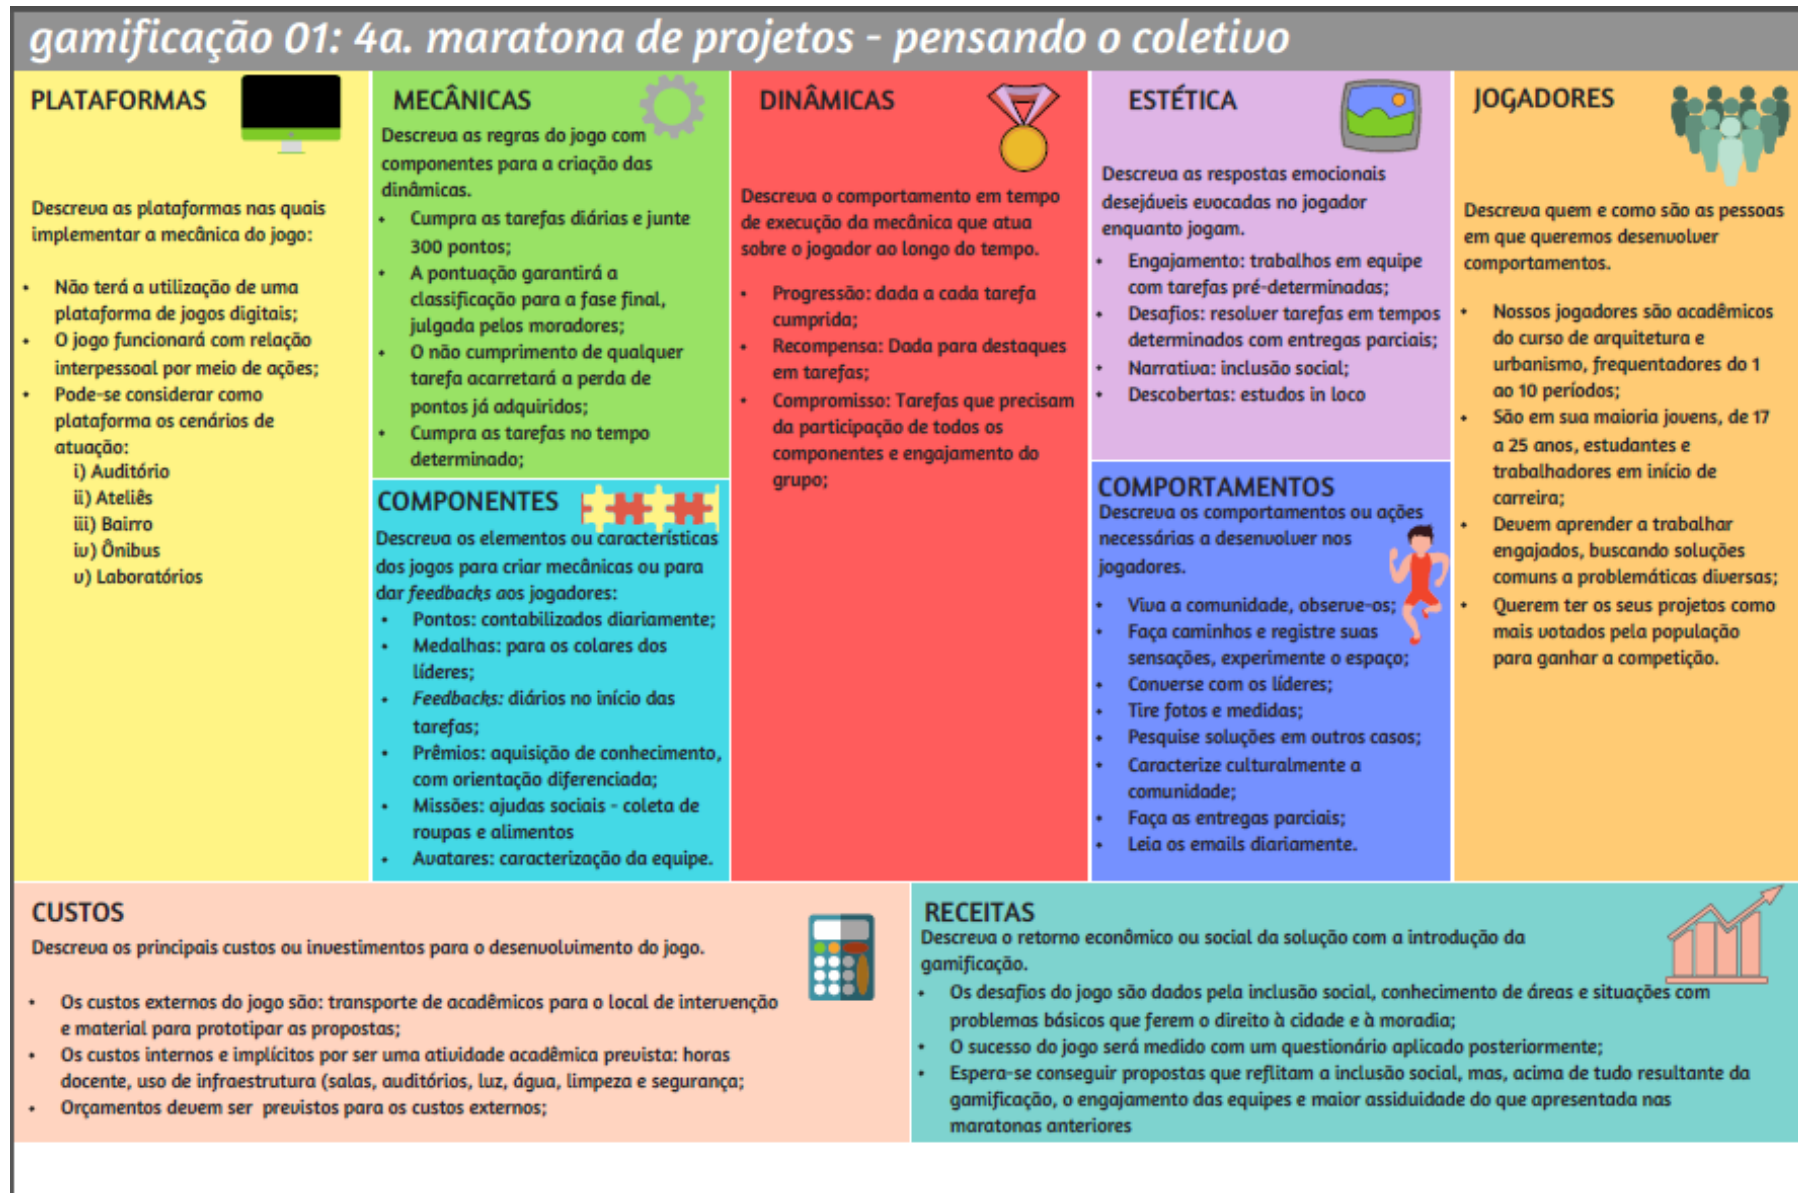 gamificação 01: 4a. maratona de projetos - pensando o coletivo
PLATAFORMAS
Descreva as plataformas nas quais
implementar a mecânica do jogo:
• Não terá a utilização de uma
plataforma de jogos digitais;
• O jogo funcionará com relação
interpessoal por meio de ações;
• Pode-se considerar como
plataforma os cenários de
atuação:
i) Auditório
ii) Ateliês
iii) Bairro
iv) Ônibus
v) Laboratórios
MECÂNICAS
Descreva as regras do jogo com
componentes para a criação das
dinâmicas.
• Cumpra as tarefas diárias e junte
300 pontos;
• A pontuação garantirá a
classificação para a fase final,
julgada pelos moradores;
• O não cumprimento de qualquer
tarefa acarretará a perda de
pontos já adquiridos;
• Cumpra as tarefas no tempo
determinado;
COMPONENTES
Descreva os elementos ou características
dos jogos para criar mecânicas ou para
dar feedbacks aos jogadores:
• Pontos: contabilizados diariamente;
• Medalhas: para os colares dos
líderes;
• Feedbacks: diários no início das
tarefas;
• Prêmios: aquisição de conhecimento,
com orientação diferenciada;
• Missões: ajudas sociais - coleta de
roupas e alimentos
• Avatares: caracterização da equipe.
DINÂMICAS
Descreva o comportamento em tempo
de execução da mecânica que atua
sobre o jogador ao longo do tempo.
• Progressão: dada a cada tarefa
cumprida;
• Recompensa: Dada para destaques
em tarefas;
• Compromisso: Tarefas que precisam
da participação de todos os
componentes e engajamento do
grupo;
ESTÉTICA
Descreva as respostas emocionais
desejáveis evocadas no jogador
enquanto jogam.
• Engajamento: trabalhos em equipe
com tarefas pré-determinadas;
• Desafios: resolver tarefas em tempos
determinados com entregas parciais;
• Narrativa: inclusão social;
• Descobertas: estudos in loco
COMPORTAMENTOS
Descreva os comportamentos ou ações
necessárias a desenvolver nos
jogadores.
• Viva a comunidade, observe-os;
• Faça caminhos e registre suas
sensações, experimente o espaço;
• Converse com os líderes;
• Tire fotos e medidas;
• Pesquise soluções em outros casos;
• Caracterize culturalmente a
comunidade;
• Faça as entregas parciais;
• Leia os emails diariamente.
JOGADORES
Descreva quem e como são as pessoas
em que queremos desenvolver
comportamentos.
• Nossos jogadores são acadêmicos
do curso de arquitetura e
urbanismo, frequentadores do 1
ao 10 períodos;
• São em sua maioria jovens, de 17
a 25 anos, estudantes e
trabalhadores em início de
carreira;
• Devem aprender a trabalhar
engajados, buscando soluções
comuns a problemáticas diversas;
• Querem ter os seus projetos como
mais votados pela população
para ganhar a competição.
CUSTOS
Descreva os principais custos ou investimentos para o desenvolvimento do jogo.
• Os custos externos do jogo são: transporte de acadêmicos para o local de intervenção
e material para prototipar as propostas;
• Os custos internos e implícitos por ser uma atividade acadêmica prevista: horas
docente, uso de infraestrutura (salas, auditórios, luz, água, limpeza e segurança;
• Orçamentos devem ser previstos para os custos externos;
RECEITAS
Descreva o retorno econômico ou social da solução com a introdução da
gamificação.
• Os desafios do jogo são dados pela inclusão social, conhecimento de áreas e situações com
problemas básicos que ferem o direito à cidade e à moradia;
• O sucesso do jogo será medido com um questionário aplicado posteriormente;
• Espera-se conseguir propostas que reflitam a inclusão social, mas, acima de tudo resultante da
gamificação, o engajamento das equipes e maior assiduidade do que apresentada nas
maratonas anteriores